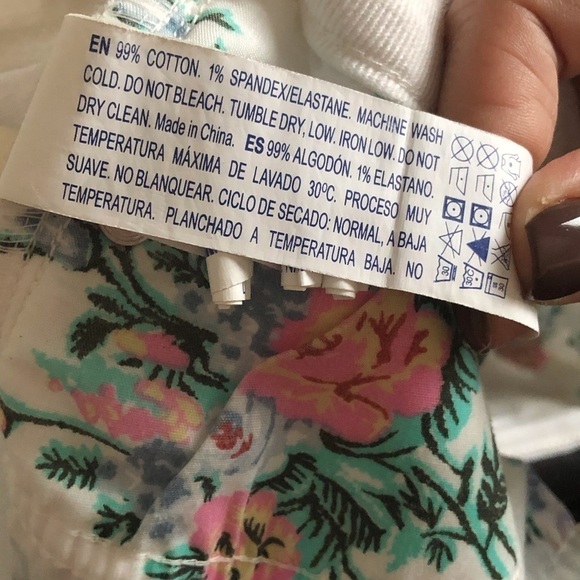 EN 99% COTTON. 1% SPANDEX/ELASTANE. MACHINE WASH
COLD. DO NOT BLEACH. TUMBLE DRY, LOW. IRON LOW. DO NOT
DRY CLEAN. Made in China. ES 99% ALGODÓN. 1% ELASTANO.
TEMPERATURA MÁXIMA DE LAVADO 30ºC. PROCESO MUY
SUAVE. NO BLANQUEAR. CICLO DE SECADO: NORMAL, A BAJA
TEMPERATURA. PLANCHADO A TEMPERATURA BAJA. NO
30
30°C